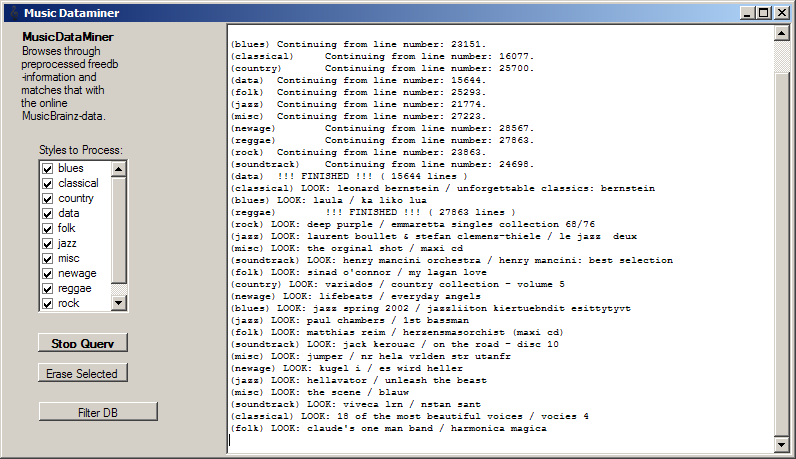 Music Dataminer
MusicDataMiner
Browses through
preprocessed freedb
-information and
matches that with
the online
MusicBrainz-data.
Styles to Process:
blues
classical
country
data
folk
jazz
misc
newage
reggae
rock
Stop Query
Erase Selected
Filter DB
(blues) Continuing from line number: 23151.
(classical) Continuing from line number: 16077.
(country) Continuing from line number: 25700.
(data) Continuing from line number: 15644.
(folk) Continuing from line number: 25293.
(jazz) Continuing from line number: 21774.
(misc) Continuing from line number: 27223.
(newage) Continuing from line number: 28567.
(reggae) Continuing from line number: 27863.
(rock) Continuing from line number: 23863.
(soundtrack) Continuing from line number: 24698.
(data) !!! FINISHED !!! ( 15644 lines )
(classical) LOOK: leonard bernstein / unforgettable classics: bernstein
(blues) LOOK: laula / ka liko lua
(reggae) !!! FINISHED !!! ( 27863 lines )
(rock) LOOK: deep purple / emmaretta singles collection 68/76
(jazz) LOOK: laurent boullet & stefan clemenz-thiele / le jazz deux
(misc) LOOK: the orginal shot / maxi cd
(soundtrack) LOOK: henry mancini orchestra / henry mancini: best selection
(folk) LOOK: sinad o'connor / my lagan love
(country) LOOK: variados / country collection - volume 5
(newage) LOOK: lifebeats / everyday angels
(blues) LOOK: jazz spring 2002 / jazzliiton kiertuebndit esittytyvt
(jazz) LOOK: paul chambers / 1st bassman
(folk) LOOK: matthias reim / herzensmasorchist (maxi cd)
(soundtrack) LOOK: jack kerouac / on the road - disc 10
(misc) LOOK: jumper / nr hela vrlden str utanfr
(newage) LOOK: kugel i / es wird heller
(jazz) LOOK: hellavator / unleash the beast
(misc) LOOK: the scene / blauw
(soundtrack) LOOK: viveca lrn / nstan sant
(classical) LOOK: 18 of the most beautiful voices / vocies 4
(folk) LOOK: claude's one man band / harmonica magica